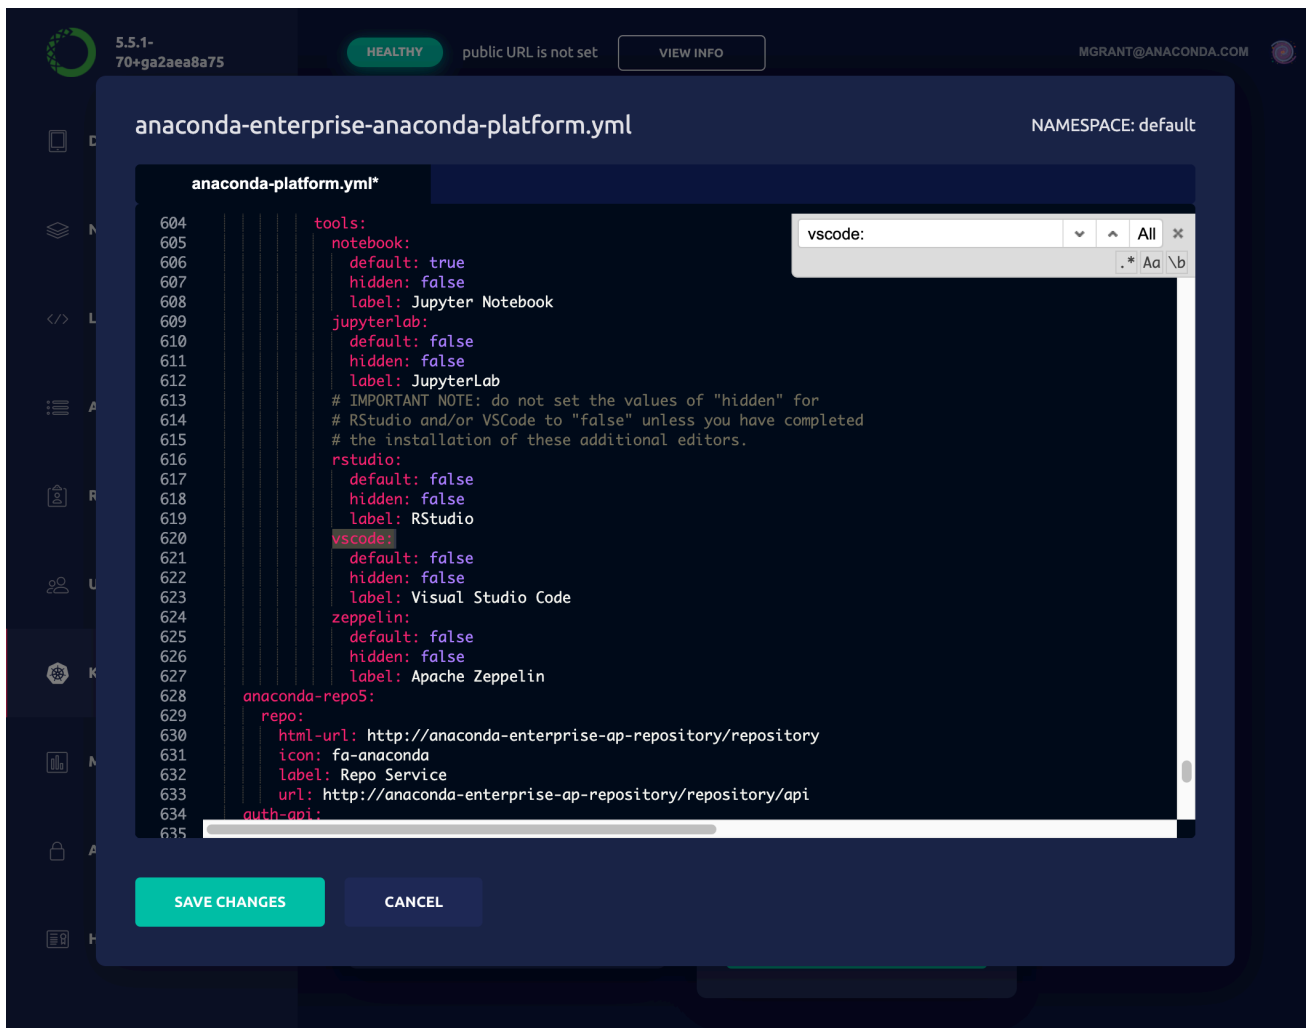 5.5.1-
70+ga2aea8a75
HEALTHY
public URL is not set
VIEW INFO
MGRANT@ANACONDA.COM
anaconda-enterprise-anaconda-platform.yml
NAMESPACE: default
anaconda-platform.yml*
vscode:
All
.* Aa \b
604 tools:
605 notebook:
606 default: true
607 hidden: false
608 label: Jupyter Notebook
609 jupyterlab:
610 default: false
611 hidden: false
612 label: JupyterLab
613 # IMPORTANT NOTE: do not set the values of "hidden" for
614 # RStudio and/or VSCode to "false" unless you have completed
615 # the installation of these additional editors.
616 rstudio:
617 default: false
618 hidden: false
619 label: RStudio
620 vscode:
621 default: false
622 hidden: false
623 label: Visual Studio Code
624 zeppelin:
625 default: false
626 hidden: false
627 label: Apache Zeppelin
628 anaconda-repo5:
629 repo:
630 html-url: http://anaconda-enterprise-ap-repository/repository
631 icon: fa-anaconda
632 label: Repo Service
633 url: http://anaconda-enterprise-ap-repository/repository/api
634 auth-api:
635
SAVE CHANGES
CANCEL